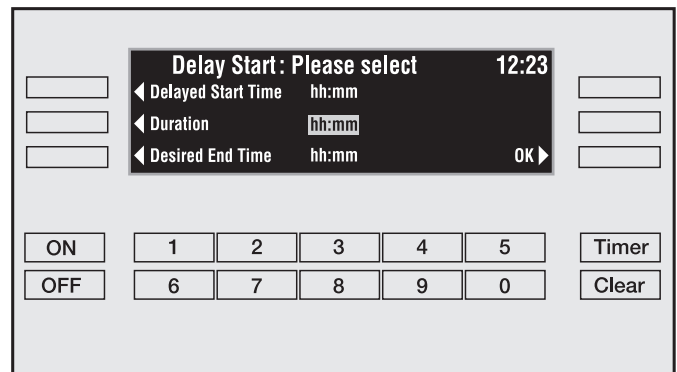 Delay Start: Please select 12:23
◀ Delayed Start Time hh:mm
◀ Duration hh:mm
◀ Desired End Time hh:mm OK ▶
ON 1 2 3 4 5 Timer
OFF 6 7 8 9 0 Clear